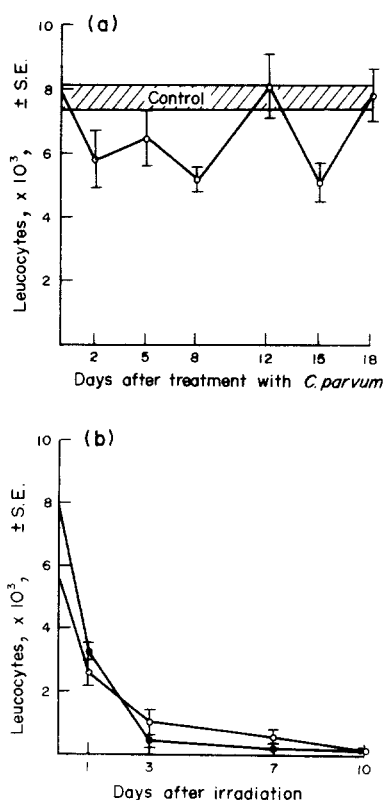 (a)
10
8
6
4
2
Leucocytes, x 10³, ± S.E.
Control
2 5 8 12 15 18
Days after treatment with C. parvum
(b)
10
8
6
4
2
Leucocytes, x 10³, ± S.E.
1 3 7 10
Days after irradiation